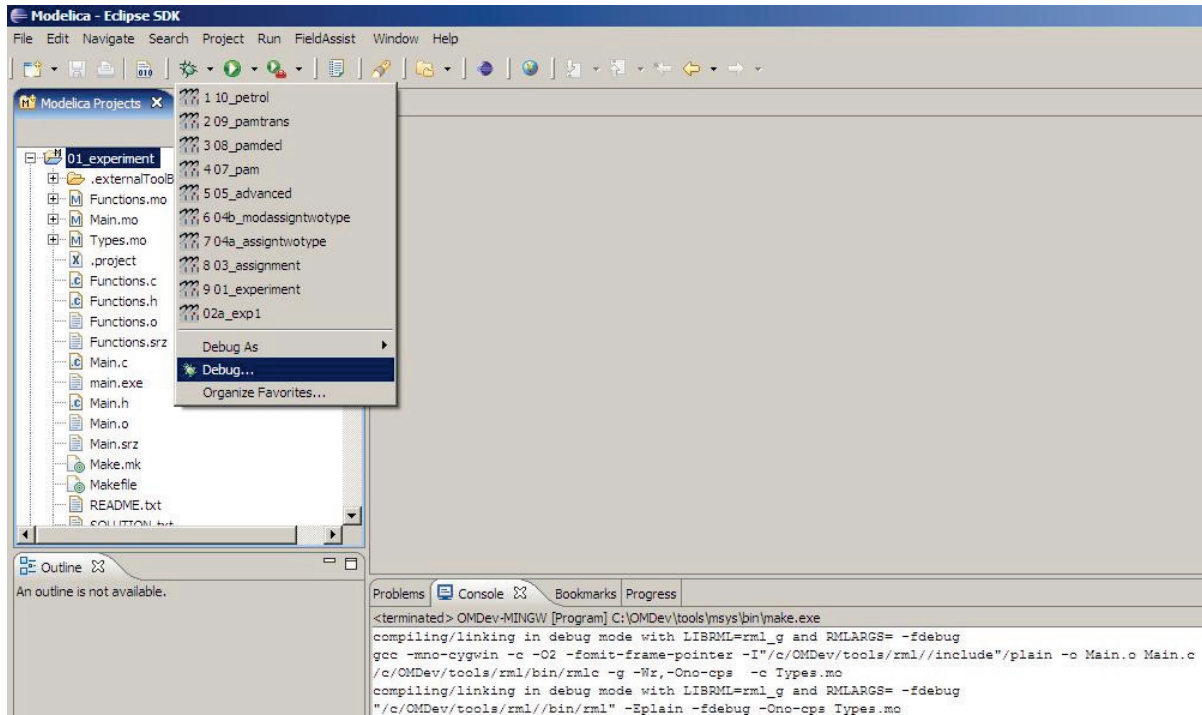 Modelica - Eclipse SDK
File Edit Navigate Search Project Run FieldAssist Window Help
Modelica Projects
1 10_petrol
2 09_pamtrans
3 08_pamdecl
4 07_pam
5 05_advanced
6 04b_modassigntwotype
7 04a_assigntwotype
8 03_assignment
9 01_experiment
02a_exp1
Debug As
Debug...
Organize Favorites...
01_experiment
.externalToolB
Functions.mo
Main.mo
Types.mo
.project
Functions.c
Functions.h
Functions.o
Functions.srz
Main.c
main.exe
Main.h
Main.o
Main.srz
Make.mk
Makefile
README.txt
SOLUTION.txt
Outline
An outline is not available.
Problems Console Bookmarks Progress
<terminated> OMDev-MINGW [Program] C:\OMDev\tools\msys\bin\make.exe
compiling/linking in debug mode with LIBRML=rml_g and RMLARGS= -fdebug
gcc -mno-cygwin -c -O2 -fomit-frame-pointer -I"/c/OMDev/tools/rml//include"/plain -o Main.o Main.c
/c/OMDev/tools/rml/bin/rmlc -g -Wr,-Ono-cps -c Types.mo
compiling/linking in debug mode with LIBRML=rml_g and RMLARGS= -fdebug
"/c/OMDev/tools/rml//bin/rml" -Eplain -fdebug -Ono-cps Types.mo